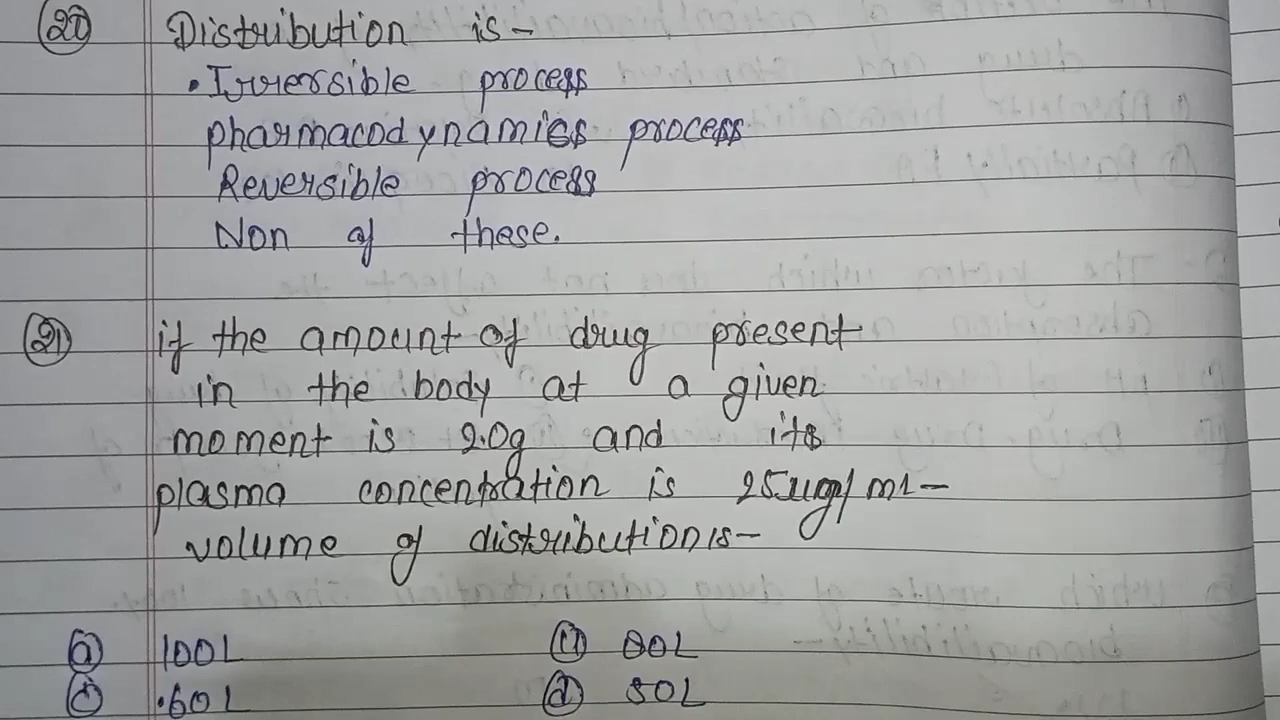 20 Distribution is -
• Irreversible process
pharmacodynamics process
Reversible process
Non of these.
21 if the amount of drug present
in the body at a given
moment is 2.0g and its
plasma concentration is 25 ug/ml -
volume of distribution is -
a 100L b 80L
c .60L d 50L